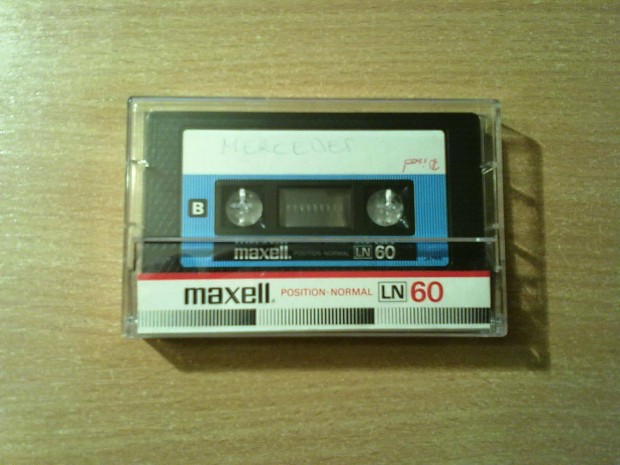 MERCEDES
B
maxell. POSITION-NORMAL LN 60
maxell. POSITION-NORMAL LN 60